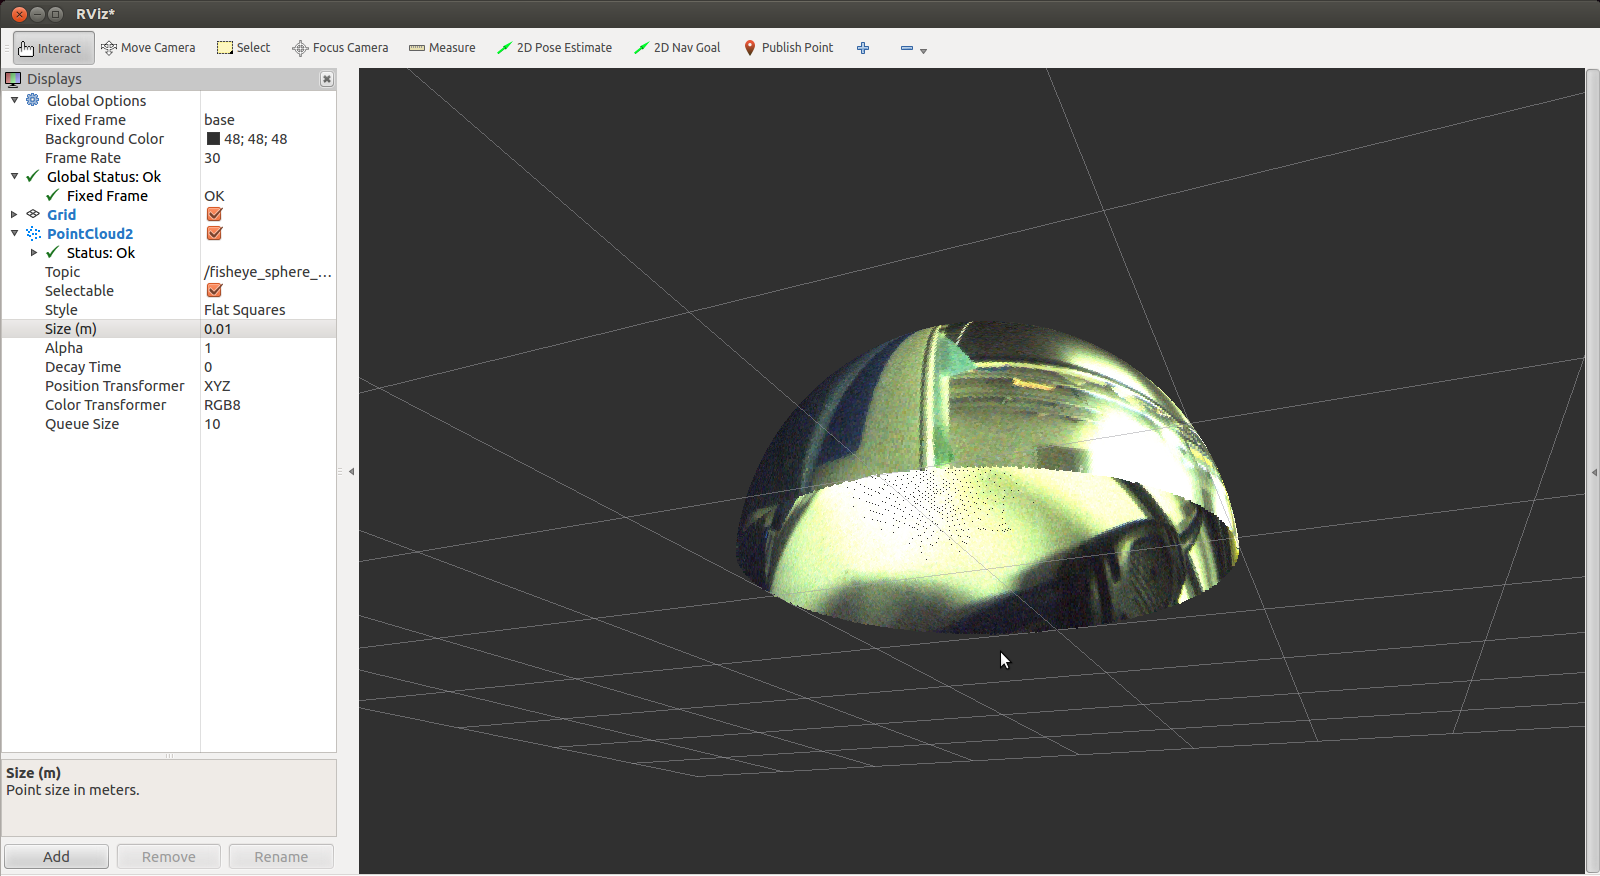 RViz*
Interact Move Camera Select Focus Camera Measure 2D Pose Estimate 2D Nav Goal Publish Point
Displays
Global Options
Fixed Frame base
Background Color 48; 48; 48
Frame Rate 30
Global Status: Ok
Fixed Frame OK
Grid
PointCloud2
Status: Ok
Topic /fisheye_sphere_...
Selectable
Style Flat Squares
Size (m) 0.01
Alpha 1
Decay Time 0
Position Transformer XYZ
Color Transformer RGB8
Queue Size 10
Size (m)
Point size in meters.
Add Remove Rename